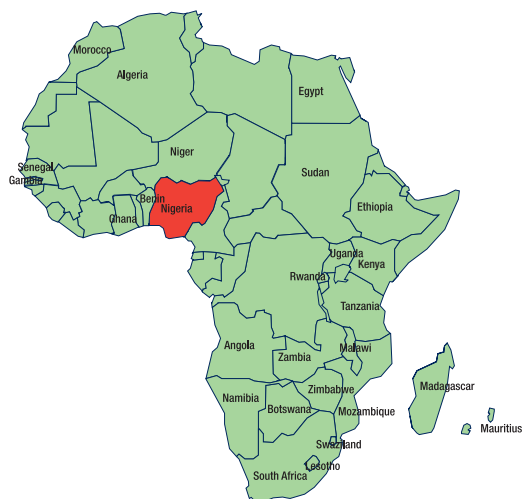 Morocco
Algeria
Egypt
Niger
Senegal
Gambia
Sudan
Benin
Nigeria
Ghana
Ethiopia
Uganda
Kenya
Rwanda
Tanzania
Angola
Malawi
Zambia
Madagascar
Zimbabwe
Namibia
Botswana
Mozambique
Mauritius
Swaziland
Lesotho
South Africa